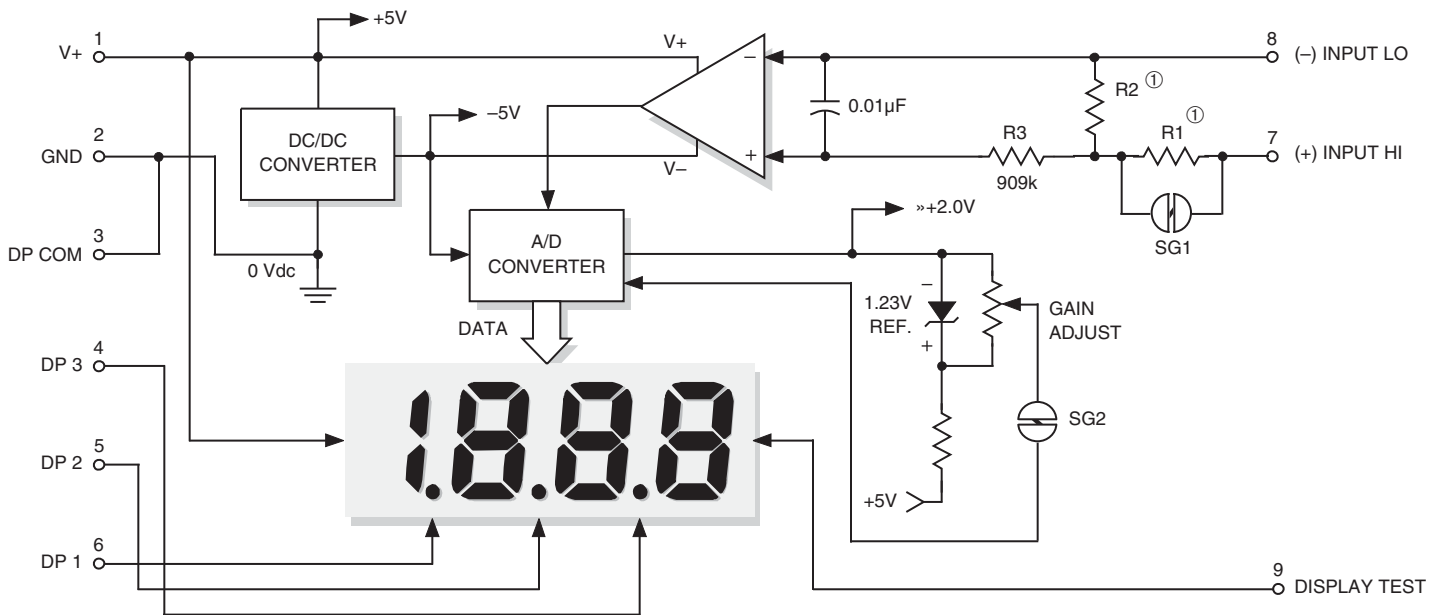 +5V
1
V+
V+
8
(–) INPUT LO
R2 ①
0.01µF
–5V
DC/DC
CONVERTER
2
GND
V–
R3
909k
R1 ①
7
(+) INPUT HI
SG1
3
DP COM
0 Vdc
A/D
CONVERTER
»+2.0V
–
+
–
1.23V
REF.
+
GAIN
ADJUST
DATA
4
DP 3
1.8.8.8
SG2
5
DP 2
+5V
6
DP 1
9
DISPLAY TEST